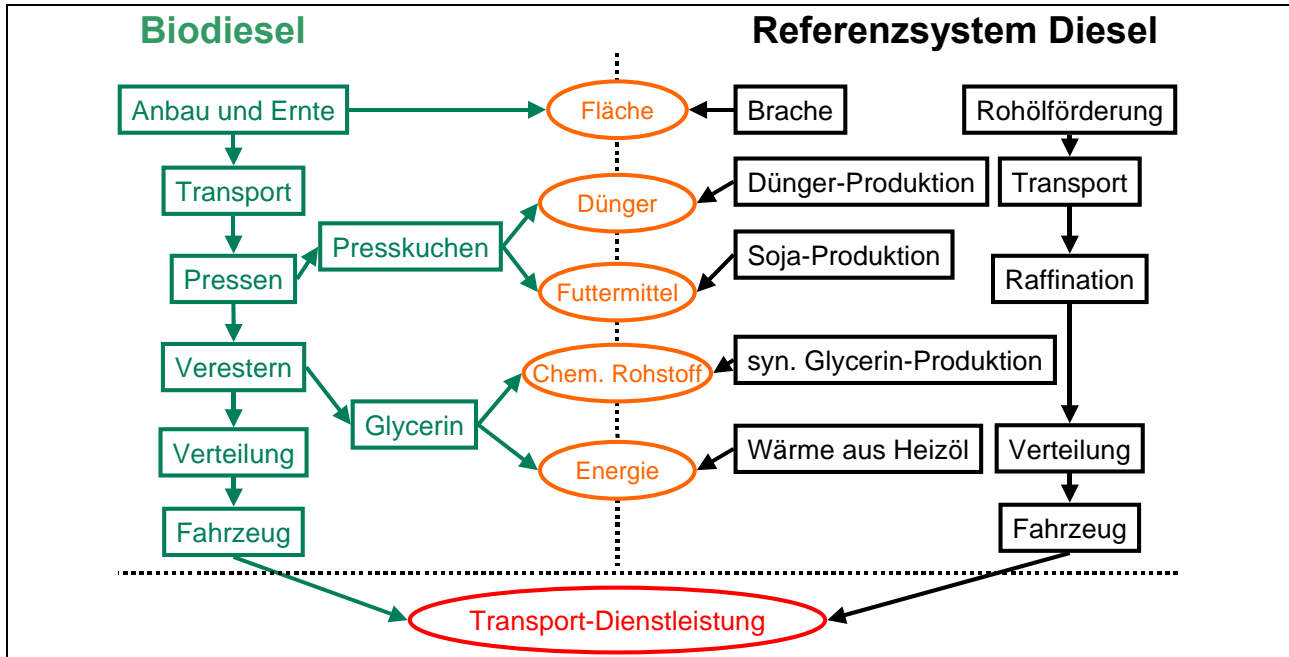 Biodiesel
Referenzsystem Diesel
Anbau und Ernte
Fläche
Brache
Rohölförderung
Transport
Dünger
Dünger-Produktion
Transport
Presskuchen
Pressen
Futtermittel
Soja-Produktion
Raffination
Verestern
Chem. Rohstoff
syn. Glycerin-Produktion
Glycerin
Verteilung
Energie
Wärme aus Heizöl
Verteilung
Fahrzeug
Fahrzeug
Transport-Dienstleistung